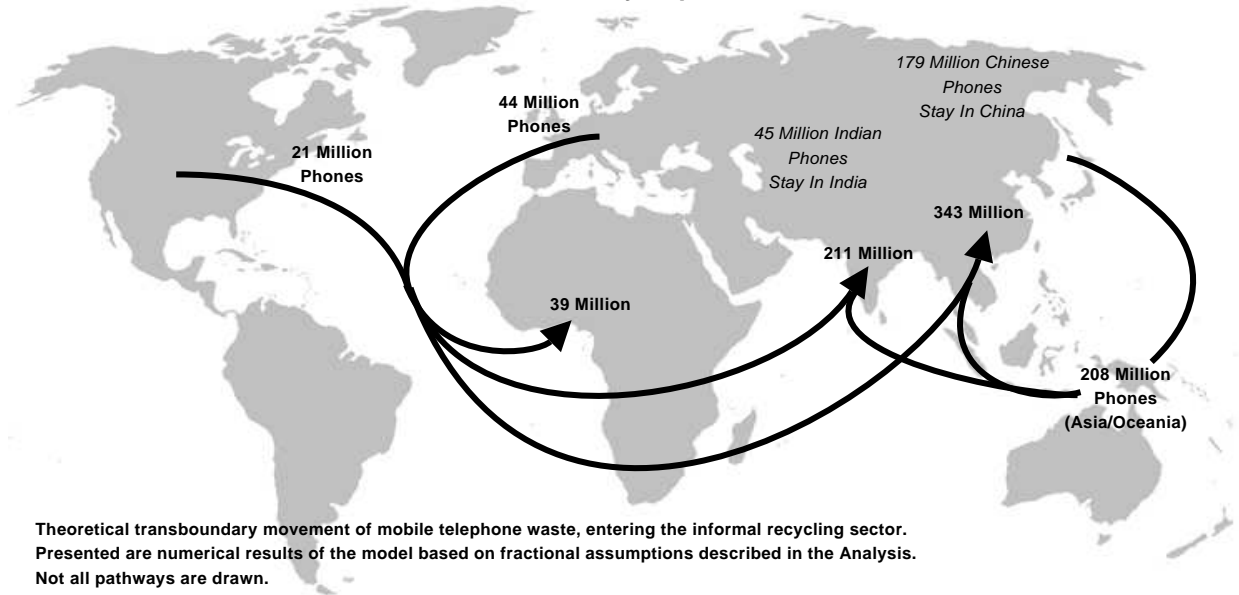 179 Million Chinese
Phones
Stay In China
44 Million
Phones
45 Million Indian
Phones
Stay In India
21 Million
Phones
343 Million
211 Million
39 Million
208 Million
Phones
(Asia/Oceania)
Theoretical transboundary movement of mobile telephone waste, entering the informal recycling sector.
Presented are numerical results of the model based on fractional assumptions described in the Analysis.
Not all pathways are drawn.